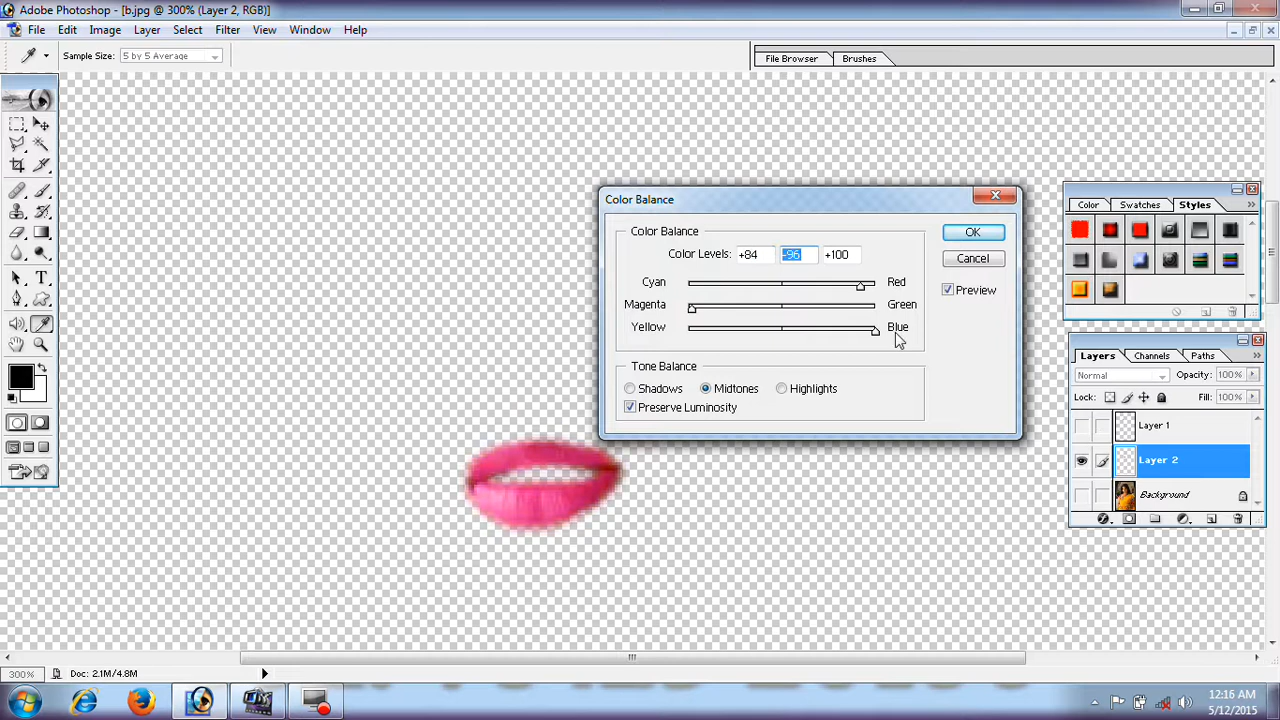 Adobe Photoshop - [b.jpg @ 300% (Layer 2, RGB)]
File Edit Image Layer Select Filter View Window Help
Sample Size: 5 by 5 Average
File Browser Brushes
Color Balance
Color Balance
Color Levels: +84 -96 +100
Cyan Red
Magenta Green
Yellow Blue
Tone Balance
Shadows Midtones Highlights
Preserve Luminosity
OK
Cancel
Preview
Color Swatches Styles
Layers Channels Paths
Normal Opacity: 100%
Lock: Fill: 100%
Layer 1
Layer 2
Background
300% Doc: 2.1M/4.8M
12:16 AM
5/12/2015